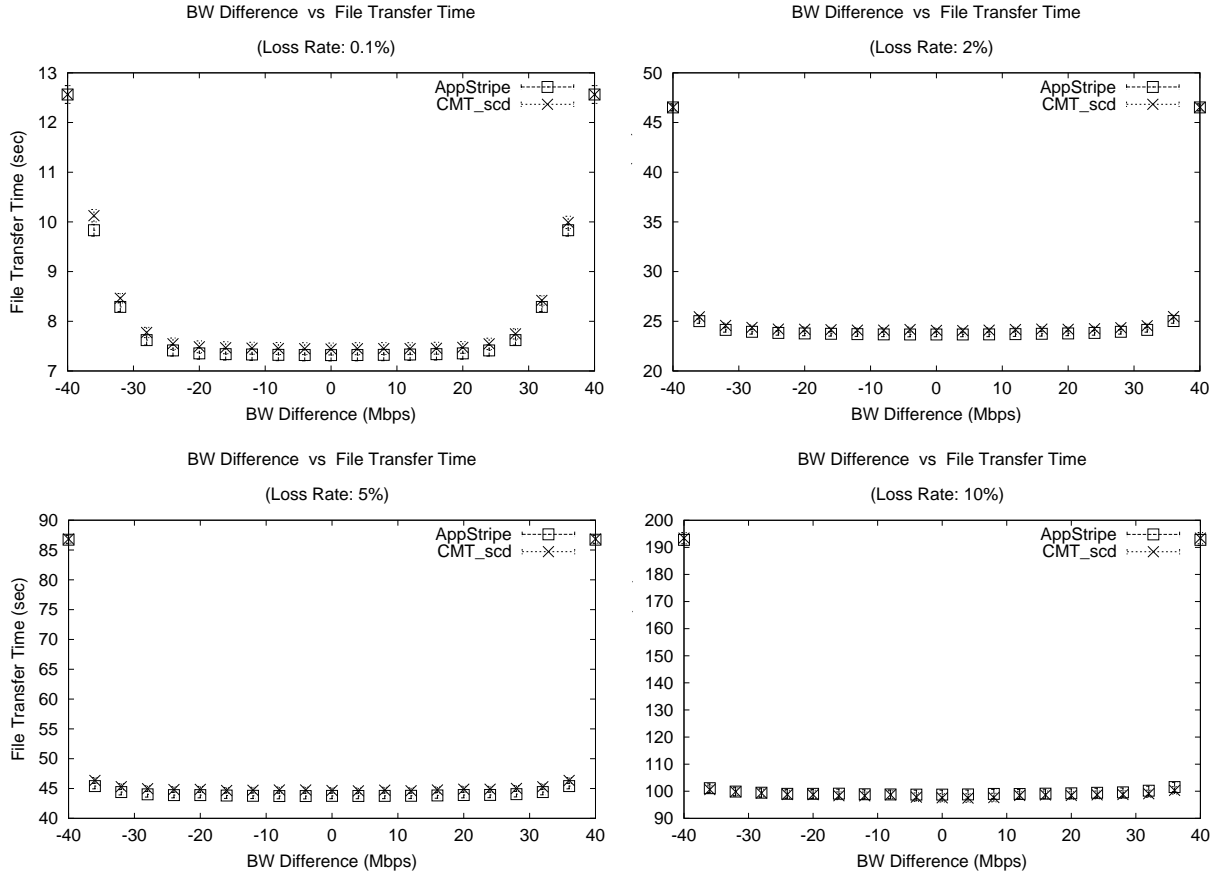 BW Difference vs File Transfer Time
(Loss Rate: 0.1%)
13
12
11
10
9
8
7
File Transfer Time (sec)
AppStripe
CMT_scd
-40 -30 -20 -10 0 10 20 30 40
BW Difference (Mbps)
BW Difference vs File Transfer Time
(Loss Rate: 2%)
50
45
40
35
30
25
20
AppStripe
CMT_scd
-40 -30 -20 -10 0 10 20 30 40
BW Difference (Mbps)
BW Difference vs File Transfer Time
(Loss Rate: 5%)
90
85
80
75
70
65
60
55
50
45
40
File Transfer Time (sec)
AppStripe
CMT_scd
-40 -30 -20 -10 0 10 20 30 40
BW Difference (Mbps)
BW Difference vs File Transfer Time
(Loss Rate: 10%)
200
190
180
170
160
150
140
130
120
110
100
90
AppStripe
CMT_scd
-40 -30 -20 -10 0 10 20 30 40
BW Difference (Mbps)